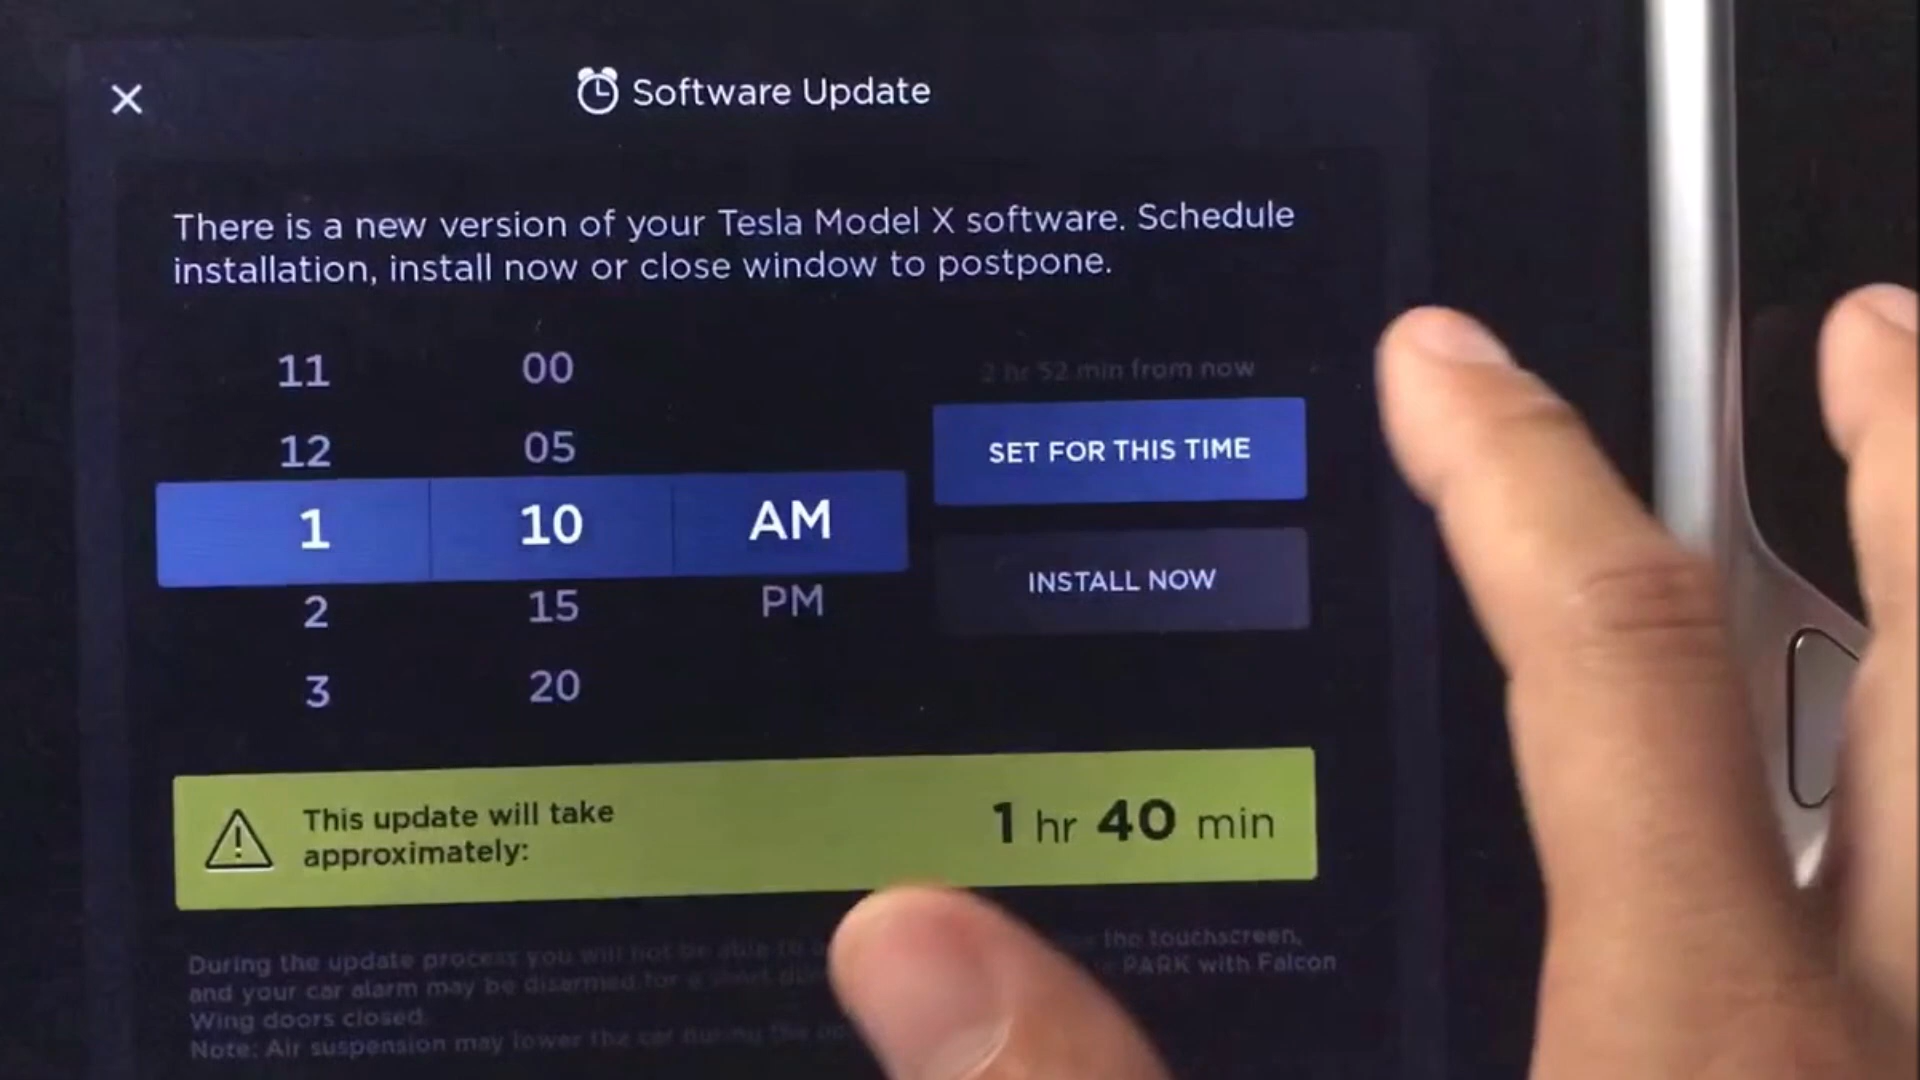 Software Update
There is a new version of your Tesla Model X software. Schedule
installation, install now or close window to postpone.
11 00
2 hr 52 min from now
12 05
SET FOR THIS TIME
1 10 AM
INSTALL NOW
2 15 PM
3 20
This update will take
approximately:
1 hr 40 min
During the update process you will not be able to the touchscreen,
and your car alarm may be disarmed for a short PARK with Falcon
Wing doors closed.
Note: Air suspension may lower the car during the